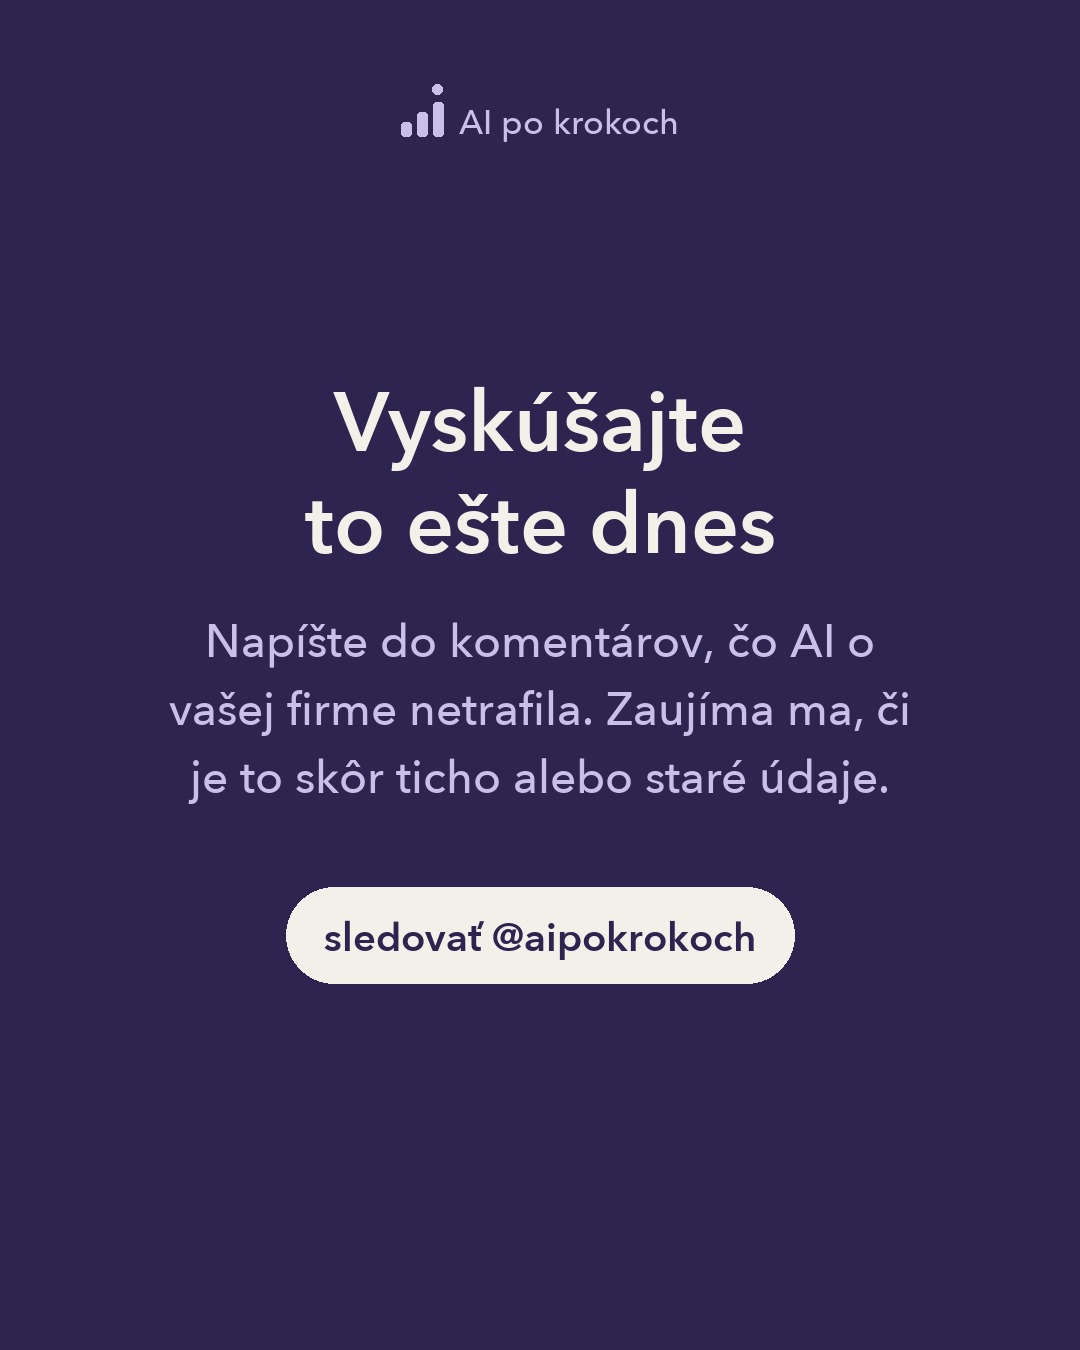 AI po krokoch
Vyskúšajte
to ešte dnes
Napíšte do komentárov, čo AI o
vašej firme netrafila. Zaujíma ma, či
je to skôr ticho alebo staré údaje.
sledovať @aipokrokoch